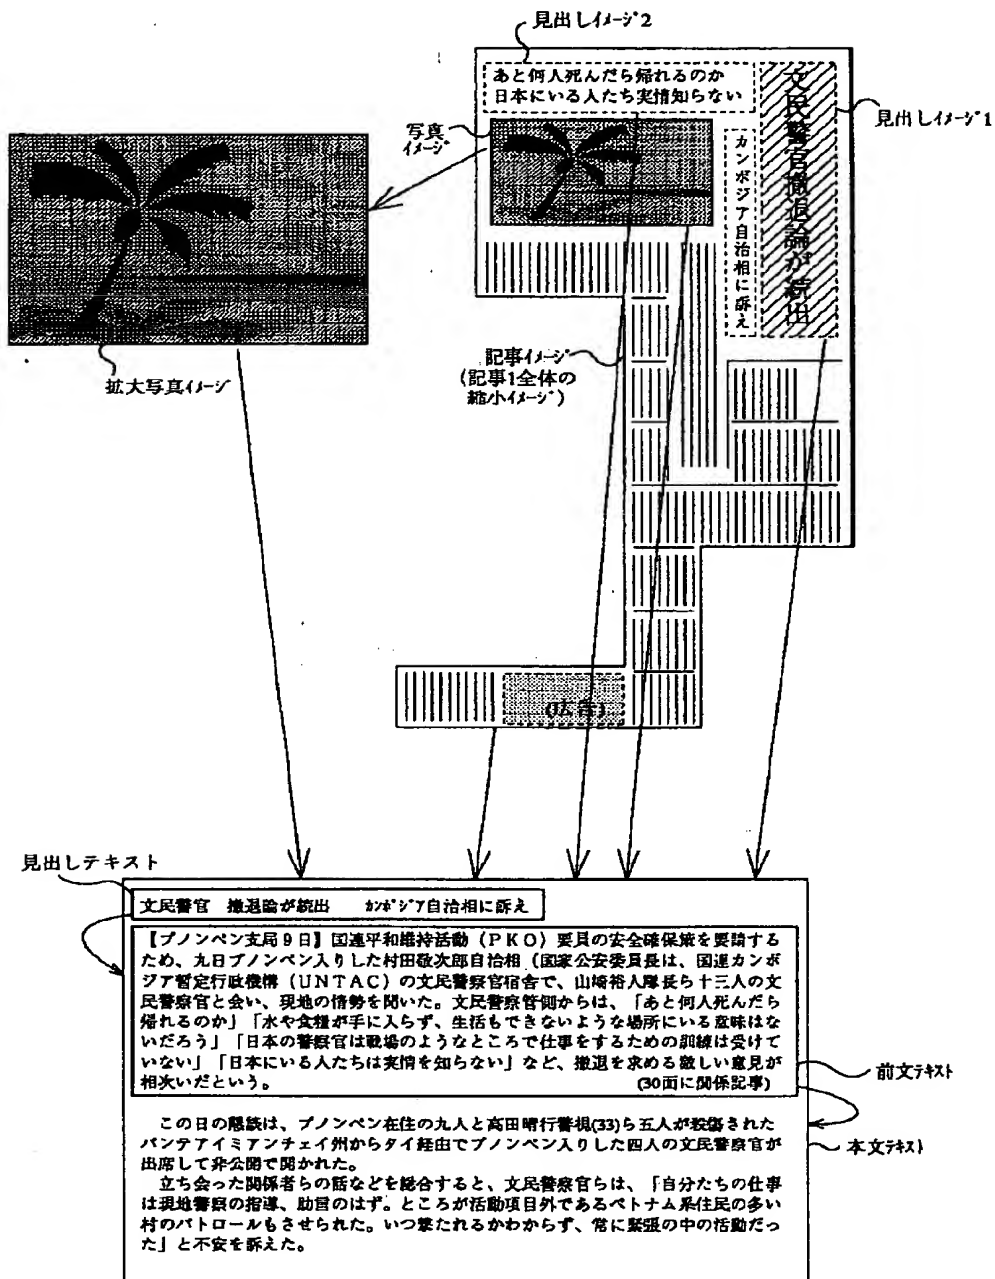 見出しイメージ2
あと何人死んだら帰れるのか
日本にいる人たち実情知らない
文民警官撤退論が続出
見出しイメージ1
カンボジア自治相に訴え
写真
イメージ
拡大写真イメージ
記事イメージ
(記事1全体の
縮小イメージ)
(広告)
見出しテキスト
文民警官 撤退論が続出 カンボジア自治相に訴え
【プノンペン支局9日】国連平和維持活動(PKO)要員の安全確保策を要請する
ため、九日プノンペン入りした村田敬次郎自治相(国家公安委員長は、国連カンボ
ジア暫定行政機構(UNTAC)の文民警察官宿舎で、山崎裕人隊長ら十三人の文
民警察官と会い、現地の情勢を聞いた。文民警察官側からは、「あと何人死んだら
帰れるのか」「水や食糧が手に入らず、生活もできないような場所にいる意味はな
いだろう」「日本の警察官は戦場のようなところで仕事をするための訓練は受けて
いない」「日本にいる人たちは実情を知らない」など、撤退を求める激しい意見が
相次いだという。 (30面に関係記事)
前文テキスト
この日の懇談は、プノンペン在住の九人と高田晴行警視(33)ら五人が殺傷された
バンテアイミアンチェイ州からタイ経由でプノンペン入りした四人の文民警察官が
出席して非公開で開かれた。
本文テキスト
立ち会った関係者らの話などを総合すると、文民警察官らは、「自分たちの仕事
は現地警察の指導、助言のはず。ところが活動項目外であるベトナム系住民の多い
村のパトロールもさせられた。いつ撃たれるかわからず、常に緊張の中の活動だっ
た」と不安を訴えた。